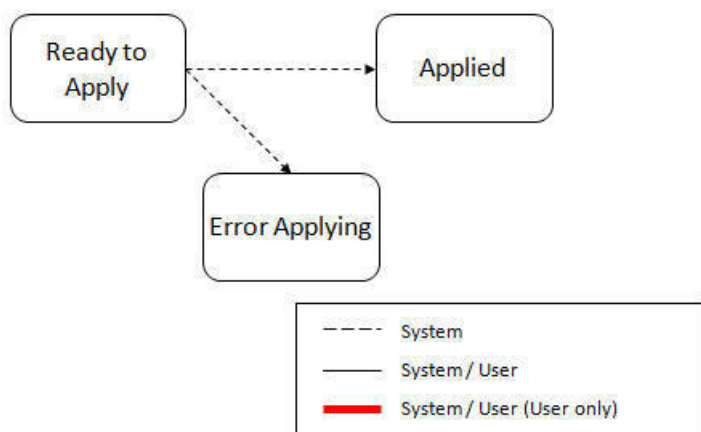 Ready to
Apply
Applied
Error Applying
System
System / User
System / User (User only)